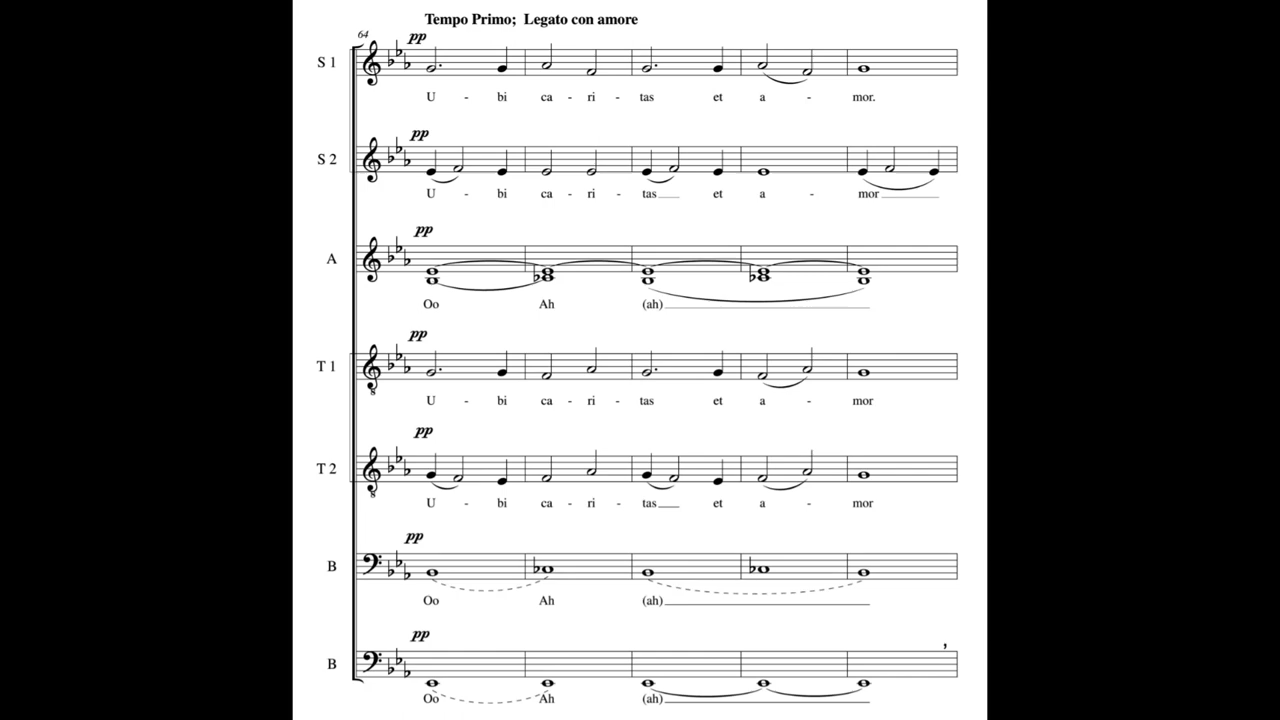 Tempo Primo; Legato con amore
64
pp
S 1
U - bi ca - ri - tas et a - mor.
pp
S 2
U - bi ca - ri - tas et a - mor
pp
A
Oo Ah (ah)
pp
T 1
U - bi ca - ri - tas et a - mor
pp
T 2
U - bi ca - ri - tas et a - mor
pp
B
Oo Ah (ah)
pp
B
Oo Ah (ah)